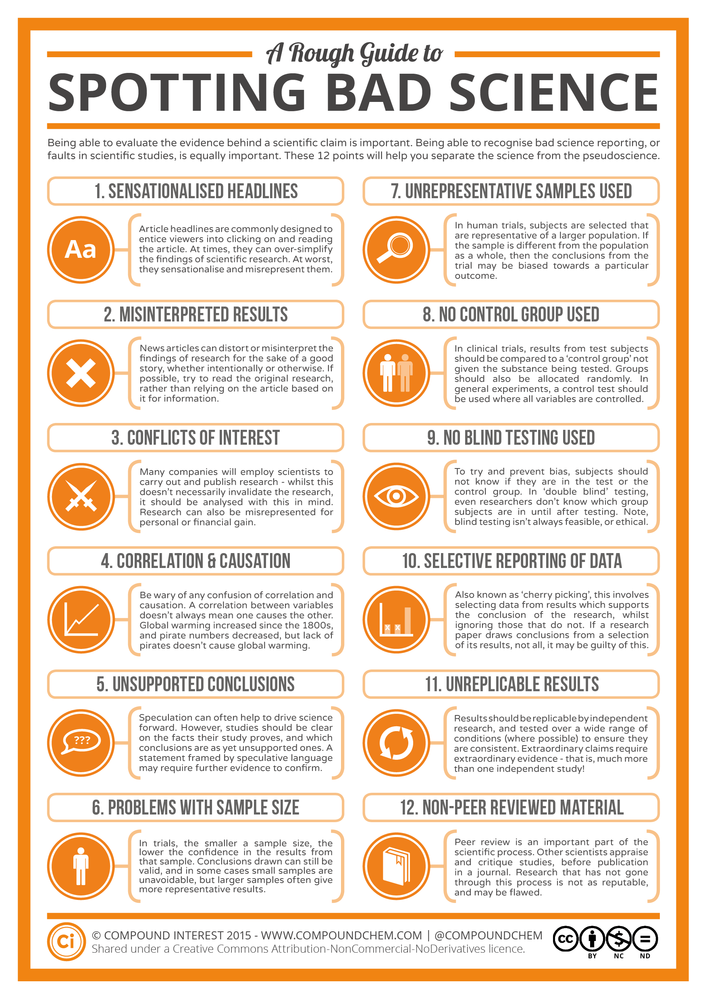 A Rough Guide to
SPOTTING BAD SCIENCE
Being able to evaluate the evidence behind a scientific claim is important. Being able to recognise bad science reporting, or
faults in scientific studies, is equally important. These 12 points will help you separate the science from the pseudoscience.
1. SENSATIONALISED HEADLINES
Aa
Article headlines are commonly designed to
entice viewers into clicking on and reading
the article. At times, they can over-simplify
the findings of scientific research. At worst,
they sensationalise and misrepresent them.
2. MISINTERPRETED RESULTS
News articles can distort or misinterpret the
findings of research for the sake of a good
story, whether intentionally or otherwise. If
possible, try to read the original research,
rather than relying on the article based on
it for information.
3. CONFLICTS OF INTEREST
Many companies will employ scientists to
carry out and publish research - whilst this
doesn't necessarily invalidate the research,
it should be analysed with this in mind.
Research can also be misrepresented for
personal or financial gain.
4. CORRELATION & CAUSATION
Be wary of any confusion of correlation and
causation. A correlation between variables
doesn't always mean one causes the other.
Global warming increased since the 1800s,
and pirate numbers decreased, but lack of
pirates doesn't cause global warming.
5. UNSUPPORTED CONCLUSIONS
???
Speculation can often help to drive science
forward. However, studies should be clear
on the facts their study proves, and which
conclusions are as yet unsupported ones. A
statement framed by speculative language
may require further evidence to confirm.
6. PROBLEMS WITH SAMPLE SIZE
In trials, the smaller a sample size, the
lower the confidence in the results from
that sample. Conclusions drawn can still be
valid, and in some cases small samples are
unavoidable, but larger samples often give
more representative results.
7. UNREPRESENTATIVE SAMPLES USED
In human trials, subjects are selected that
are representative of a larger population. If
the sample is different from the population
as a whole, then the conclusions from the
trial may be biased towards a particular
outcome.
8. NO CONTROL GROUP USED
In clinical trials, results from test subjects
should be compared to a 'control group' not
given the substance being tested. Groups
should also be allocated randomly. In
general experiments, a control test should
be used where all variables are controlled.
9. NO BLIND TESTING USED
To try and prevent bias, subjects should
not know if they are in the test or the
control group. In 'double blind' testing,
even researchers don't know which group
subjects are in until after testing. Note,
blind testing isn't always feasible, or ethical.
10. SELECTIVE REPORTING OF DATA
x x
Also known as 'cherry picking', this involves
selecting data from results which supports
the conclusion of the research, whilst
ignoring those that do not. If a research
paper draws conclusions from a selection
of its results, not all, it may be guilty of this.
11. UNREPLICABLE RESULTS
Results should be replicable by independent
research, and tested over a wide range of
conditions (where possible) to ensure they
are consistent. Extraordinary claims require
extraordinary evidence - that is, much more
than one independent study!
12. NON-PEER REVIEWED MATERIAL
Peer review is an important part of the
scientific process. Other scientists appraise
and critique studies, before publication
in a journal. Research that has not gone
through this process is not as reputable,
and may be flawed.
Ci
© COMPOUND INTEREST 2015 - WWW.COMPOUNDCHEM.COM | @COMPOUNDCHEM
Shared under a Creative Commons Attribution-NonCommercial-NoDerivatives licence.
cc $ =
BY NC ND